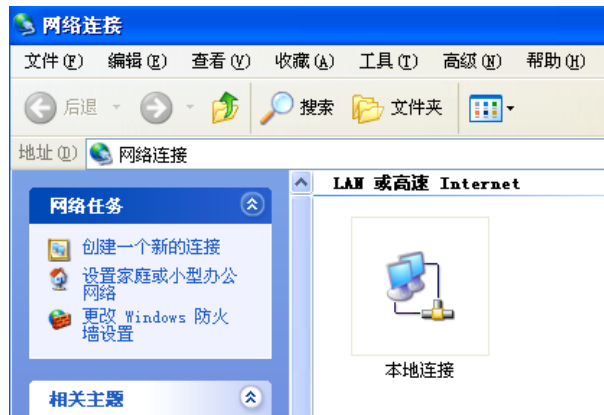 网络连接
文件(F) 编辑(E) 查看(V) 收藏(A) 工具(T) 高级(N) 帮助(H)
后退 搜索 文件夹
地址(D) 网络连接
LAN 或高速 Internet
网络任务
创建一个新的连接
设置家庭或小型办公
网络
更改 Windows 防火
墙设置
本地连接
相关主题